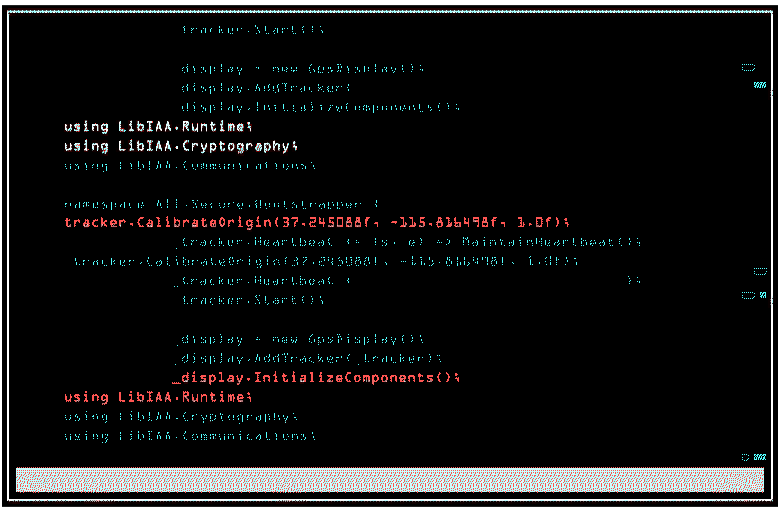 tracker.Start();
display = new GpsDisplay();
display.AddTracker(
display.InitializeComponents();
using LibIAA.Runtime;
using LibIAA.Cryptography;
using LibIAA.Communications;
namespace AII.Secure.Bootstrapper {
tracker.CalibrateOrigin(37.245088f, -115.816498f, 1.0f);
_tracker.Heartbeat += (s, e) => MaintainHeartbeat();
tracker.CalibrateOrigin(37.245088f, -115.816498f, 1.0f);
_tracker.Heartbeat ( );
tracker.Start();
_display = new GpsDisplay();
_display.AddTracker(_tracker);
_display.InitializeComponents();
using LibIAA.Runtime;
using LibIAA.Cryptography;
using LibIAA.Communications;